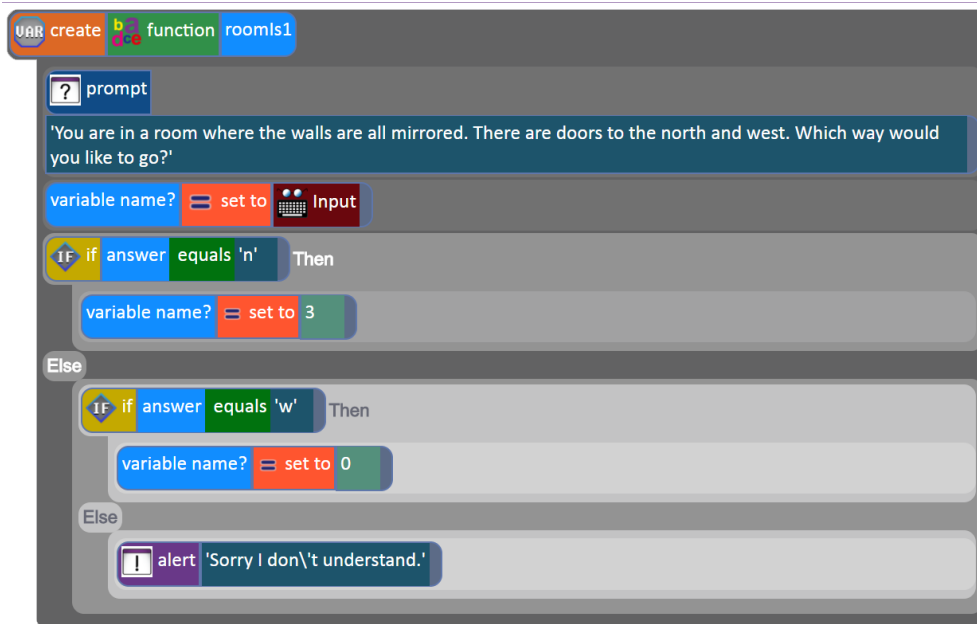 VAR create function roomIs1
? prompt
'You are in a room where the walls are all mirrored. There are doors to the north and west. Which way would
you like to go?'
variable name? = set to Input
IF if answer equals 'n' Then
variable name? = set to 3
Else
IF if answer equals 'w' Then
variable name? = set to 0
Else
! alert 'Sorry I don\'t understand.'